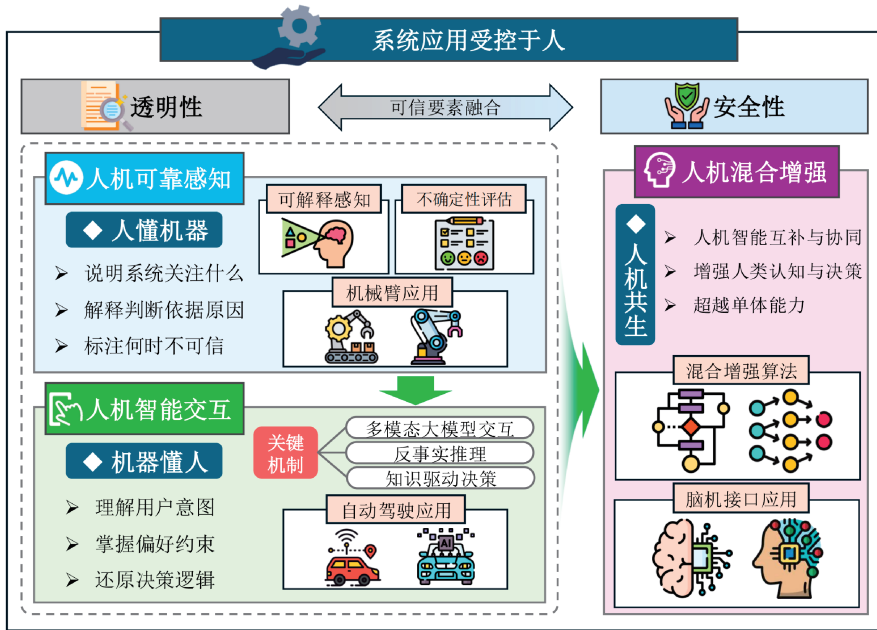 系统应用受控于人
透明性
可信要素融合
安全性
人机可靠感知
人懂机器
说明系统关注什么
解释判断依据原因
标注何时不可信
可解释感知
不确定性评估
机械臂应用
人机智能交互
机器懂人
理解用户意图
掌握偏好约束
还原决策逻辑
关键
机制
多模态大模型交互
反事实推理
知识驱动决策
自动驾驶应用
AI
人机混合增强
人机共生
人机智能互补与协同
增强人类认知与决策
超越单体能力
混合增强算法
脑机接口应用